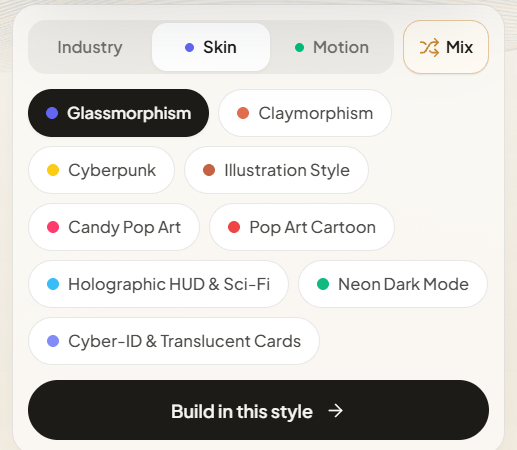 Industry Skin Motion Mix
Glassmorphism Claymorphism
Cyberpunk Illustration Style
Candy Pop Art Pop Art Cartoon
Holographic HUD & Sci-Fi Neon Dark Mode
Cyber-ID & Translucent Cards
Build in this style →